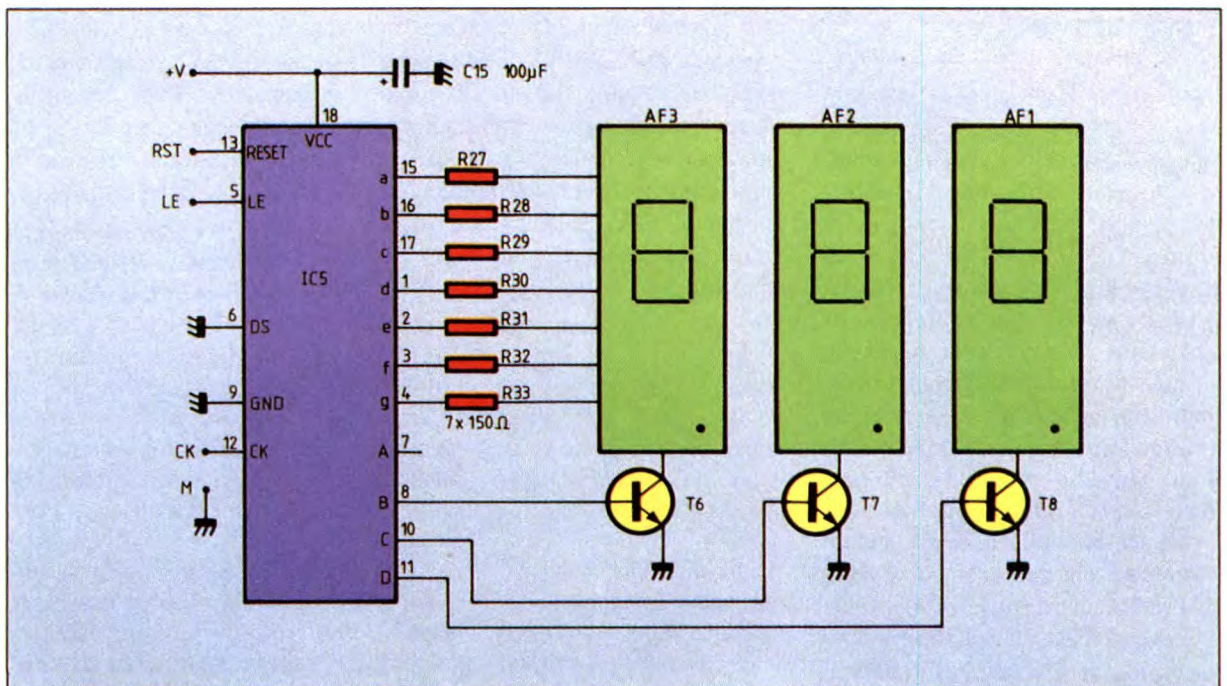 +V
+
C15 100µF
18
VCC
RST 13 RESET
LE 5 LE
IC5
6 DS
9 GND
CK 12 CK
M
a 15 R27
b 16 R28
c 17 R29
d 1 R30
e 2 R31
f 3 R32
g 4 R33
7 x 150Ω
A 7
B 8
C 10
D 11
AF3
AF2
AF1
T6
T7
T8